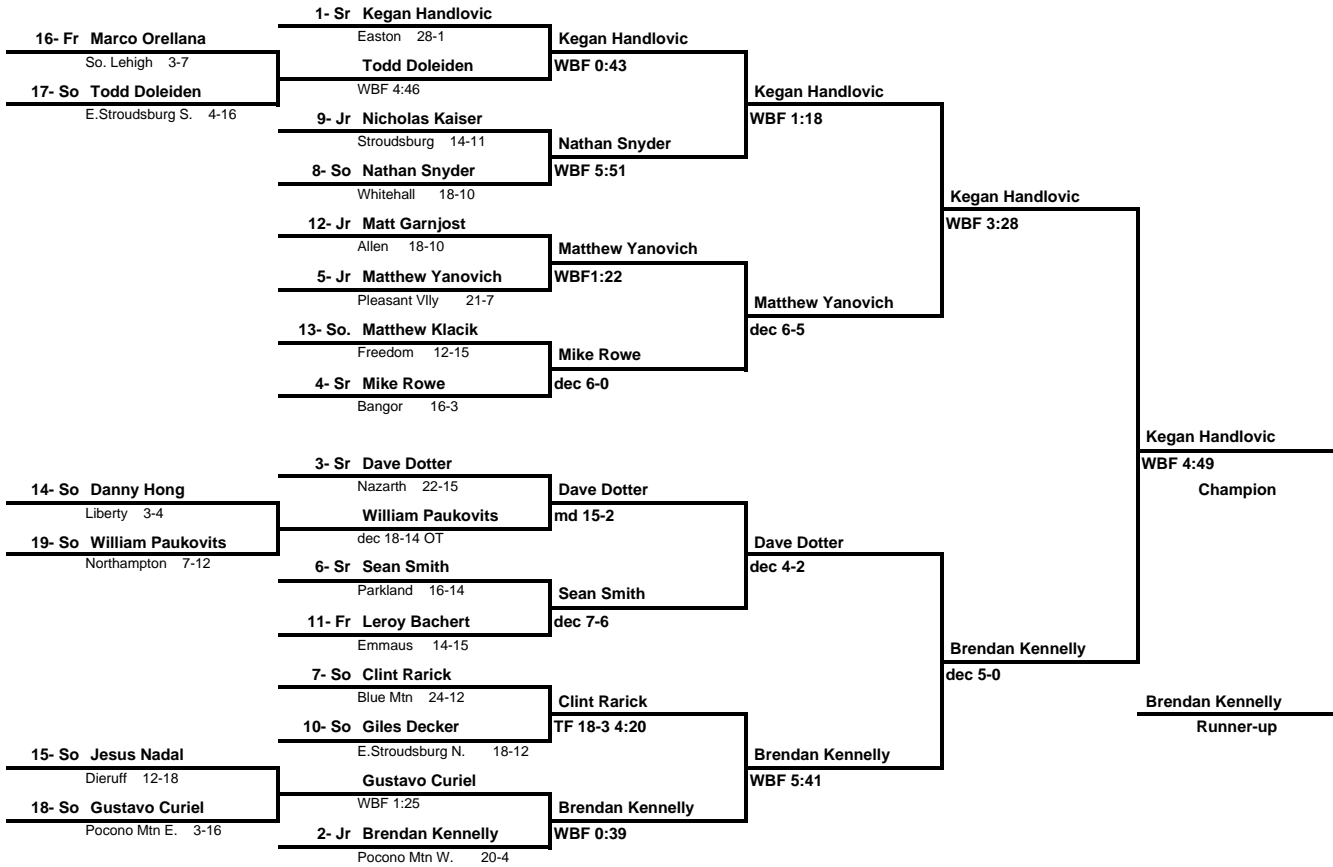 1- Sr Kegan Handlovic
Easton 28-1
16- Fr Marco Orellana
So. Lehigh 3-7
Todd Doleiden
WBF 4:46
17- So Todd Doleiden
E.Stroudsburg S. 4-16
Kegan Handlovic
WBF 0:43
9- Jr Nicholas Kaiser
Stroudsburg 14-11
8- So Nathan Snyder
Whitehall 18-10
Nathan Snyder
WBF 5:51
Kegan Handlovic
WBF 1:18
12- Jr Matt Garnjost
Allen 18-10
5- Jr Matthew Yanovich
Pleasant Vlly 21-7
Matthew Yanovich
WBF1:22
13- So. Matthew Klacik
Freedom 12-15
4- Sr Mike Rowe
Bangor 16-3
Mike Rowe
dec 6-0
Matthew Yanovich
dec 6-5
Kegan Handlovic
WBF 3:28
3- Sr Dave Dotter
Nazarth 22-15
14- So Danny Hong
Liberty 3-4
William Paukovits
dec 18-14 OT
19- So William Paukovits
Northampton 7-12
Dave Dotter
md 15-2
6- Sr Sean Smith
Parkland 16-14
11- Fr Leroy Bachert
Emmaus 14-15
Sean Smith
dec 7-6
Dave Dotter
dec 4-2
7- So Clint Rarick
Blue Mtn 24-12
10- So Giles Decker
E.Stroudsburg N. 18-12
Clint Rarick
TF 18-3 4:20
15- So Jesus Nadal
Dieruff 12-18
Gustavo Curiel
WBF 1:25
18- So Gustavo Curiel
Pocono Mtn E. 3-16
2- Jr Brendan Kennelly
Pocono Mtn W. 20-4
Brendan Kennelly
WBF 0:39
Brendan Kennelly
WBF 5:41
Brendan Kennelly
dec 5-0
Kegan Handlovic
WBF 4:49
Champion
Brendan Kennelly
Runner-up